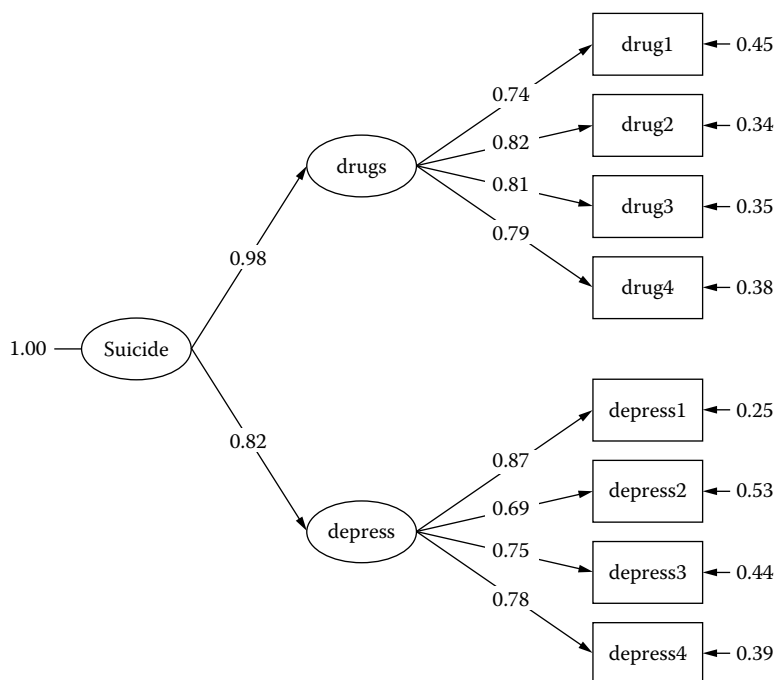 drug1
0.45
0.74
drug2
0.34
0.82
drugs
0.81
drug3
0.35
0.79
0.98
drug4
0.38
1.00
Suicide
depress1
0.25
0.82
0.87
depress2
0.53
0.69
depress
0.75
depress3
0.44
0.78
depress4
0.39